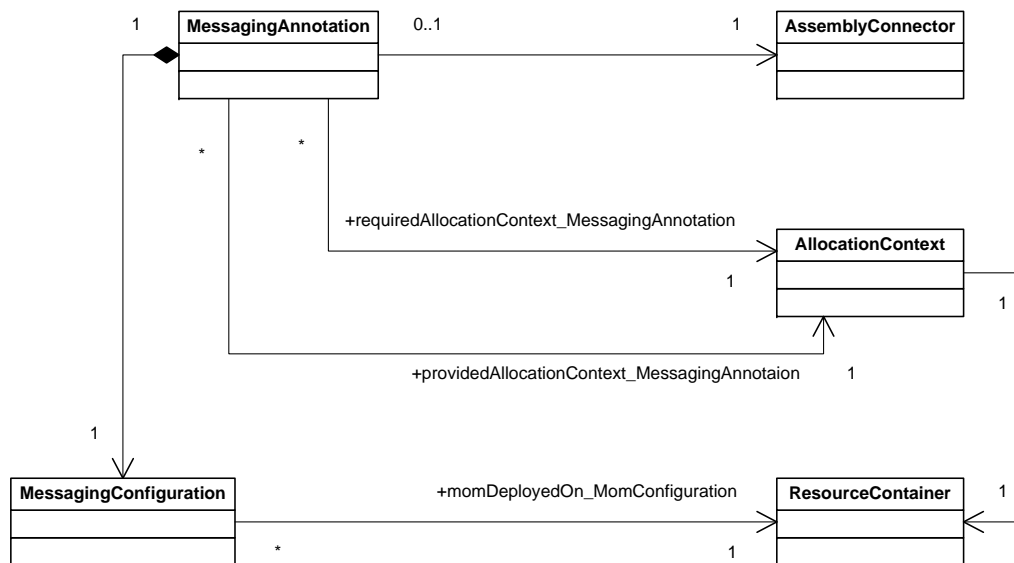 1
MessagingAnnotation
0..1
1
AssemblyConnector
*
*
+requiredAllocationContext_MessagingAnnotation
AllocationContext
1
1
+providedAllocationContext_MessagingAnnotaion
1
1
MessagingConfiguration
+momDeployedOn_MomConfiguration
ResourceContainer
1
*
1